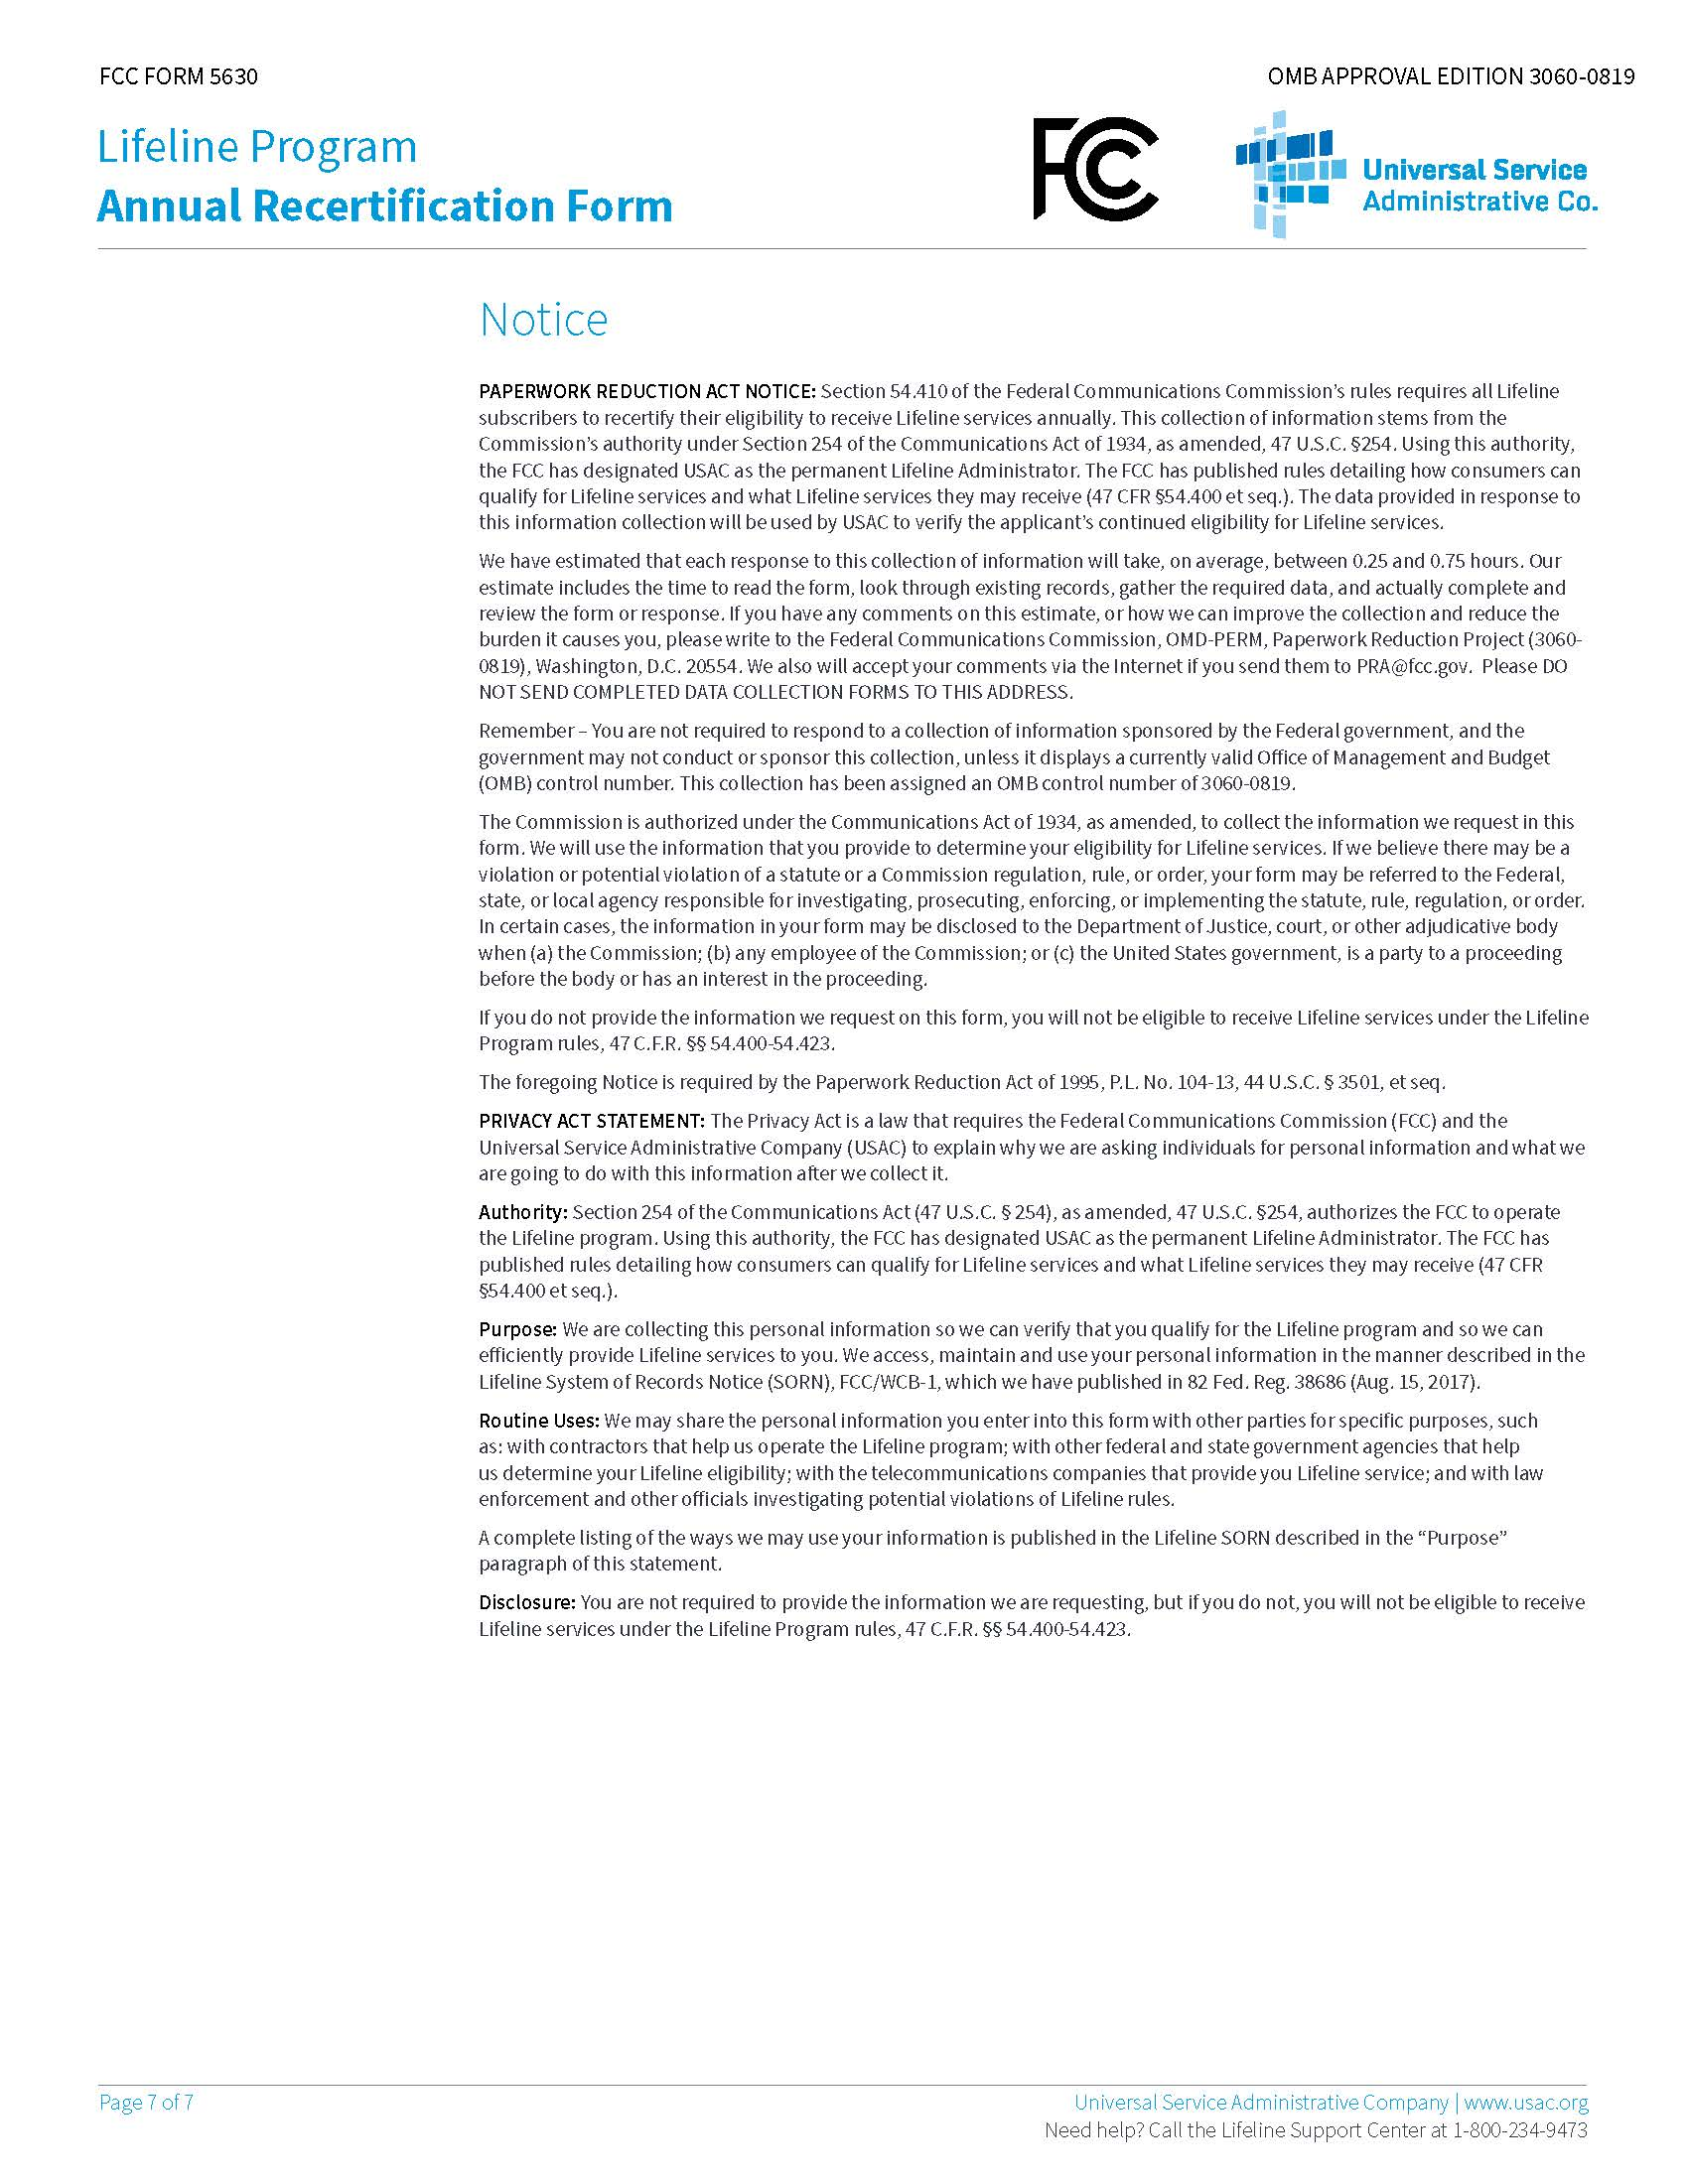 FCC FORM 5630
OMB APPROVAL EDITION 3060-0819
Lifeline Program
Annual Recertification Form
FCC
Universal Service
Administrative Co.
Notice
PAPERWORK REDUCTION ACT NOTICE: Section 54.410 of the Federal Communications Commission’s rules requires all Lifeline
subscribers to recertify their eligibility to receive Lifeline services annually. This collection of information stems from the
Commission’s authority under Section 254 of the Communications Act of 1934, as amended, 47 U.S.C. §254. Using this authority,
the FCC has designated USAC as the permanent Lifeline Administrator. The FCC has published rules detailing how consumers can
qualify for Lifeline services and what Lifeline services they may receive (47 CFR §54.400 et seq.). The data provided in response to
this information collection will be used by USAC to verify the applicant’s continued eligibility for Lifeline services.
We have estimated that each response to this collection of information will take, on average, between 0.25 and 0.75 hours. Our
estimate includes the time to read the form, look through existing records, gather the required data, and actually complete and
review the form or response. If you have any comments on this estimate, or how we can improve the collection and reduce the
burden it causes you, please write to the Federal Communications Commission, OMD-PERM, Paperwork Reduction Project (3060-
0819), Washington, D.C. 20554. We also will accept your comments via the Internet if you send them to PRA@fcc.gov. Please DO
NOT SEND COMPLETED DATA COLLECTION FORMS TO THIS ADDRESS.
Remember – You are not required to respond to a collection of information sponsored by the Federal government, and the
government may not conduct or sponsor this collection, unless it displays a currently valid Office of Management and Budget
(OMB) control number. This collection has been assigned an OMB control number of 3060-0819.
The Commission is authorized under the Communications Act of 1934, as amended, to collect the information we request in this
form. We will use the information that you provide to determine your eligibility for Lifeline services. If we believe there may be a
violation or potential violation of a statute or a Commission regulation, rule, or order, your form may be referred to the Federal,
state, or local agency responsible for investigating, prosecuting, enforcing, or implementing the statute, rule, regulation, or order.
In certain cases, the information in your form may be disclosed to the Department of Justice, court, or other adjudicative body
when (a) the Commission; (b) any employee of the Commission; or (c) the United States government, is a party to a proceeding
before the body or has an interest in the proceeding.
If you do not provide the information we request on this form, you will not be eligible to receive Lifeline services under the Lifeline
Program rules, 47 C.F.R. §§ 54.400-54.423.
The foregoing Notice is required by the Paperwork Reduction Act of 1995, P.L. No. 104-13, 44 U.S.C. § 3501, et seq.
PRIVACY ACT STATEMENT: The Privacy Act is a law that requires the Federal Communications Commission (FCC) and the
Universal Service Administrative Company (USAC) to explain why we are asking individuals for personal information and what we
are going to do with this information after we collect it.
Authority: Section 254 of the Communications Act (47 U.S.C. § 254), as amended, 47 U.S.C. §254, authorizes the FCC to operate
the Lifeline program. Using this authority, the FCC has designated USAC as the permanent Lifeline Administrator. The FCC has
published rules detailing how consumers can qualify for Lifeline services and what Lifeline services they may receive (47 CFR
§54.400 et seq.).
Purpose: We are collecting this personal information so we can verify that you qualify for the Lifeline program and so we can
efficiently provide Lifeline services to you. We access, maintain and use your personal information in the manner described in the
Lifeline System of Records Notice (SORN), FCC/WCB-1, which we have published in 82 Fed. Reg. 38686 (Aug. 15, 2017).
Routine Uses: We may share the personal information you enter into this form with other parties for specific purposes, such
as: with contractors that help us operate the Lifeline program; with other federal and state government agencies that help
us determine your Lifeline eligibility; with the telecommunications companies that provide you Lifeline service; and with law
enforcement and other officials investigating potential violations of Lifeline rules.
A complete listing of the ways we may use your information is published in the Lifeline SORN described in the “Purpose”
paragraph of this statement.
Disclosure: You are not required to provide the information we are requesting, but if you do not, you will not be eligible to receive
Lifeline services under the Lifeline Program rules, 47 C.F.R. §§ 54.400-54.423.
Page 7 of 7
Universal Service Administrative Company | www.usac.org
Need help? Call the Lifeline Support Center at 1-800-234-9473